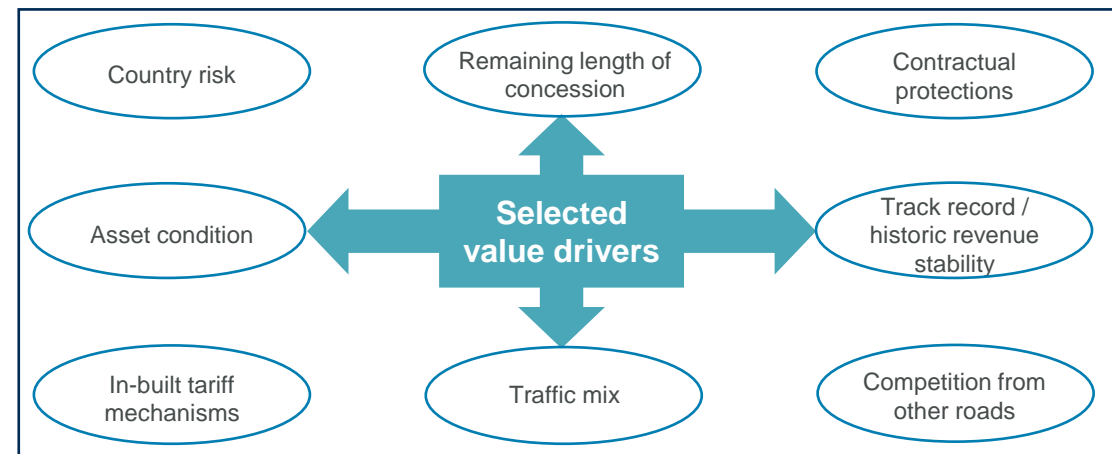 Country risk
Remaining length of
concession
Contractual
protections
Asset condition
Selected
value drivers
Track record /
historic revenue
stability
In-built tariff
mechanisms
Traffic mix
Competition from
other roads